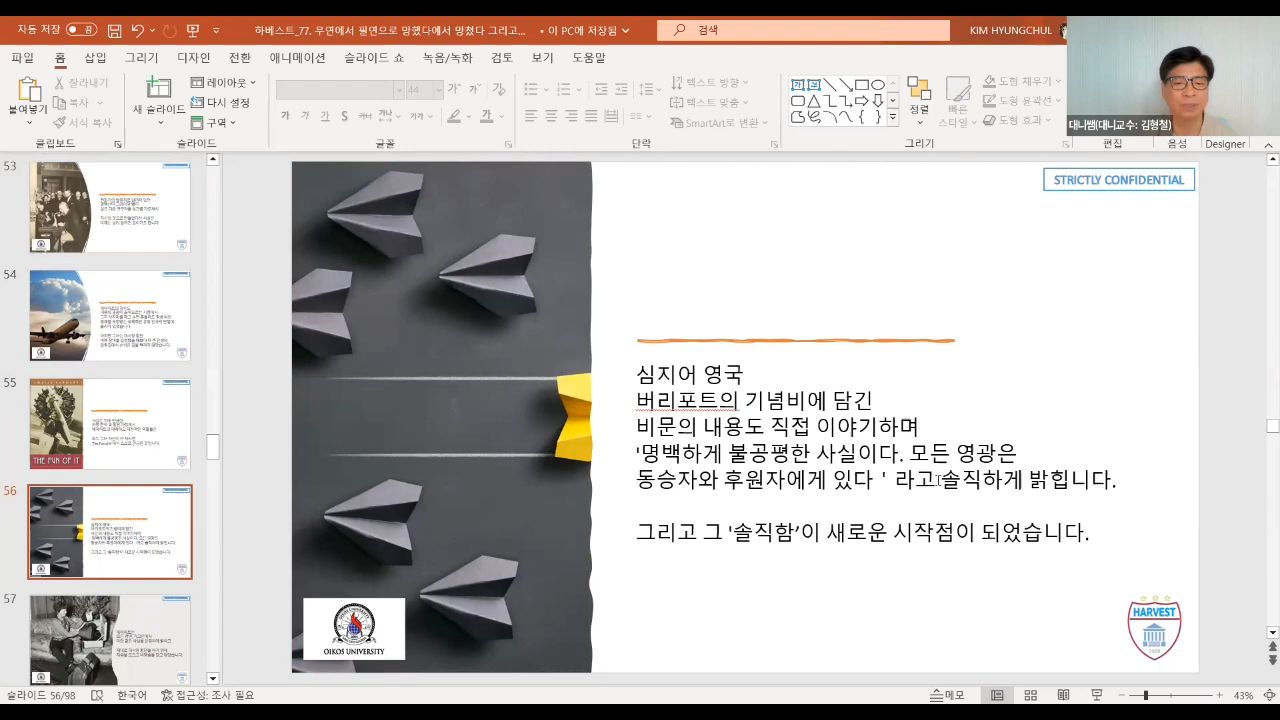 자동 저장
끔
하베스트_77. 우연에서 필연으로 망했다에서 망쳤다 그리고... • 이 PC에 저장됨
검색
KIM HYUNGCHUL
파일 홈 삽입 그리기 디자인 전환 애니메이션 슬라이드 쇼 녹음/녹화 검토 보기 도움말
붙여넣기
잘라내기
복사
서식 복사
클립보드
새 슬라이드
레이아웃
다시 설정
구역
슬라이드
44
글꼴
텍스트 방향
텍스트 맞춤
SmartArt로 변환
단락
정렬
빠른
스타일
도형 채우기
도형 윤곽선
도형 효과
그리기
편집
음성
Designer
대니쌤(대니교수: 김형철)
53
54
55
THE FUN OF IT
56
57
STRICTLY CONFIDENTIAL
심지어 영국
버리포트의 기념비에 담긴
비문의 내용도 직접 이야기하며
'명백하게 불공평한 사실이다. 모든 영광은
동승자와 후원자에게 있다 ' 라고 솔직하게 밝힙니다.
그리고 그 '솔직함'이 새로운 시작점이 되었습니다.
OIKOS UNIVERSITY
HARVEST
슬라이드 56/98
한국어
접근성: 조사 필요
메모
43%